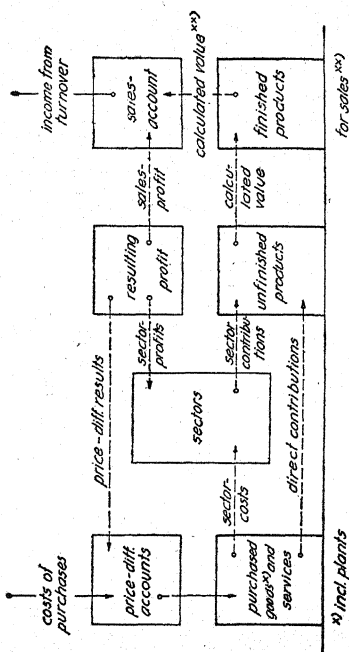 costs of
purchases
price-diff.
accounts
purchased
goods*) and
services
*) incl. plants
price-diff. results
sector-
costs
direct contributions
sectors
sector-
profits
sector contribu-
tions
resulting
profit
unfinished
products
sales-
profit
calcu-
lated
value
income from
turnover
sales-
account
calculated value**)
finished
products
for sales**)